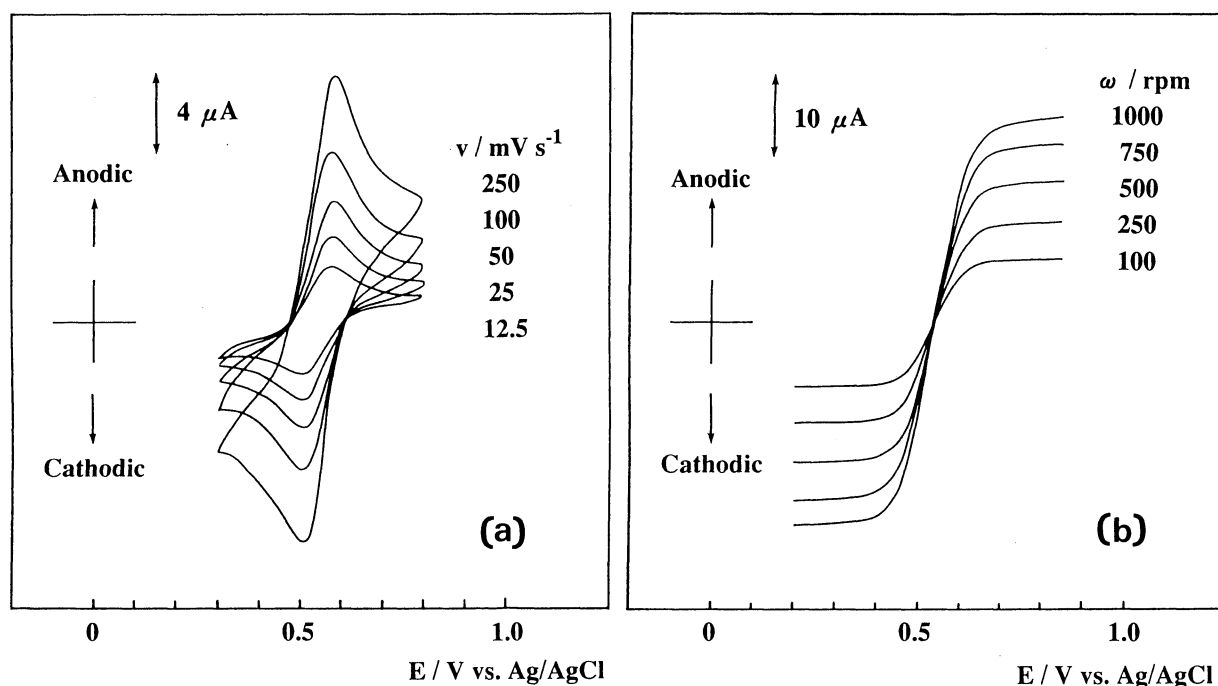 4 μA
Anodic
Cathodic
v / mV s⁻¹
250
100
50
25
12.5
(a)
0
0.5
1.0
E / V vs. Ag/AgCl
10 μA
Anodic
Cathodic
ω / rpm
1000
750
500
250
100
(b)
0
0.5
1.0
E / V vs. Ag/AgCl